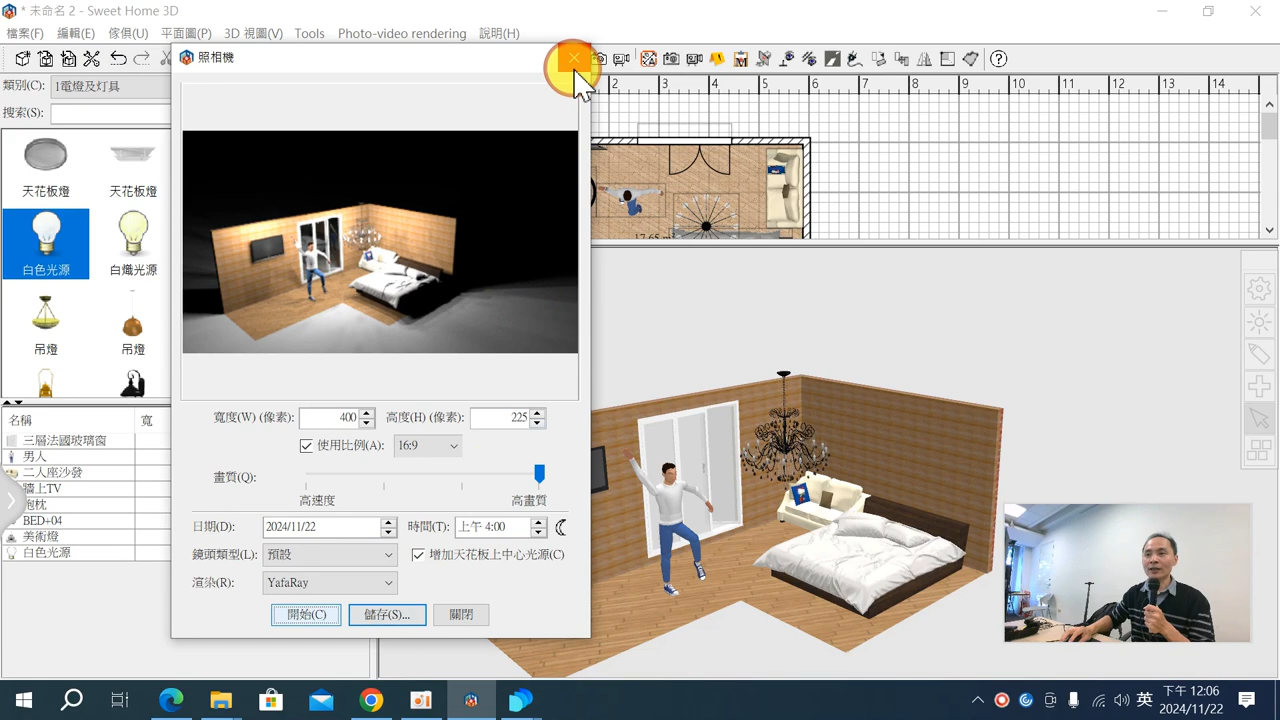 * 未命名 2 - Sweet Home 3D
檔案(F) 編輯(E) 傢俱(U) 平面圖(P) 3D 視圖(V) Tools Photo-video rendering 說明(H)
照相機
類別(C): 1電燈及灯具
搜索(S):
2 3 4 5 6 7 8 9 10 11 12 13 14
天花板燈 天花板燈
白色光源 白熾光源
吊燈 吊燈
17.65 m
名稱 寬
三層法國玻璃窗
男人
二人座沙發
牆上TV
抱枕
BED+04
美術燈
白色光源
寬度(W) (像素): 400 高度(H) (像素): 225
使用比例(A): 16:9
畫質(Q):
高速度 高畫質
日期(D): 2024/11/22 時間(T): 上午 4:00
鏡頭類型(L): 預設 增加天花板上中心光源(C)
渲染(R): YafaRay
開始(C) 儲存(S)... 關閉
英 下午 12:06
2024/11/22